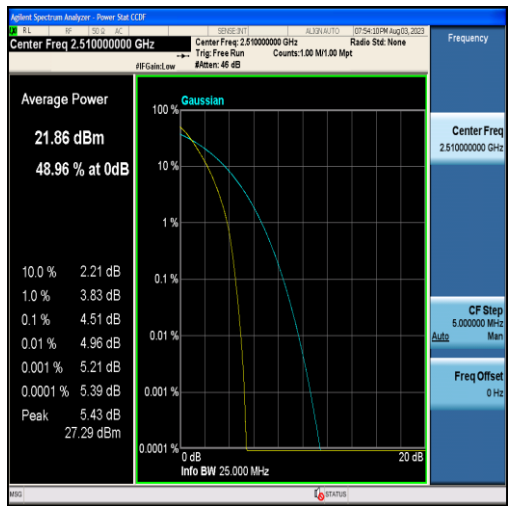 Agilent Spectrum Analyzer - Power Stat CCDF
RL RF 50 Ω AC SENSE:INT ALIGN AUTO 07:54:10 PM Aug 03, 2023
Center Freq 2.510000000 GHz
Center Freq: 2.510000000 GHz Radio Std: None
Trig: Free Run Counts:1.00 M/1.00 Mpt
#IFGain:Low #Atten: 46 dB
Frequency
Average Power
21.86 dBm
48.96 % at 0dB
10.0 % 2.21 dB
1.0 % 3.83 dB
0.1 % 4.51 dB
0.01 % 4.96 dB
0.001 % 5.21 dB
0.0001 % 5.39 dB
Peak 5.43 dB
27.29 dBm
Gaussian
100 %
10 %
1 %
0.1 %
0.01 %
0.001 %
0.0001 %
0 dB 20 dB
Info BW 25.000 MHz
Center Freq
2.510000000 GHz
CF Step
5.000000 MHz
Auto Man
Freq Offset
0 Hz
MSG STATUS